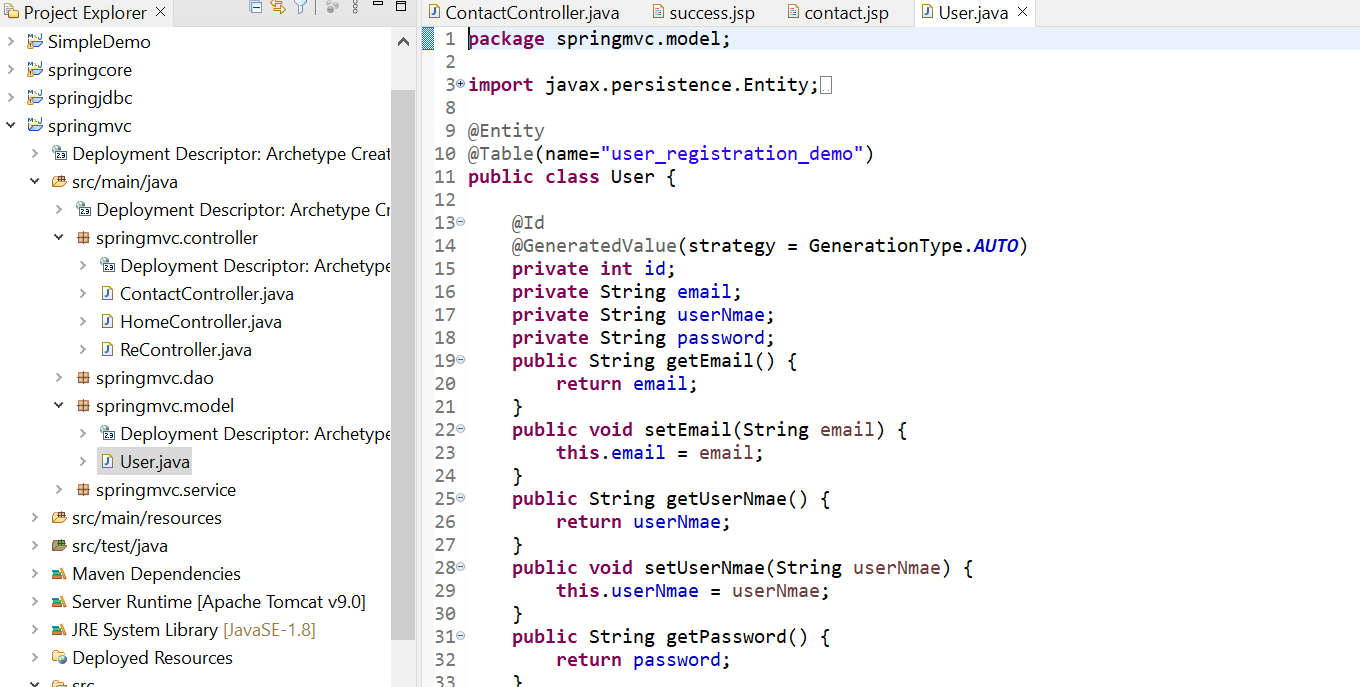 Project Explorer
SimpleDemo
springcore
springjdbc
springmvc
Deployment Descriptor: Archetype Creat
src/main/java
Deployment Descriptor: Archetype Cr
springmvc.controller
Deployment Descriptor: Archetype
ContactController.java
HomeController.java
ReController.java
springmvc.dao
springmvc.model
Deployment Descriptor: Archetype
User.java
springmvc.service
src/main/resources
src/test/java
Maven Dependencies
Server Runtime [Apache Tomcat v9.0]
JRE System Library [JavaSE-1.8]
Deployed Resources
src
ContactController.java success.jsp contact.jsp User.java
1 package springmvc.model;
2
3 import javax.persistence.Entity;
8
9 @Entity
10 @Table(name="user_registration_demo")
11 public class User {
12
13 @Id
14 @GeneratedValue(strategy = GenerationType.AUTO)
15 private int id;
16 private String email;
17 private String userNmae;
18 private String password;
19 public String getEmail() {
20 return email;
21 }
22 public void setEmail(String email) {
23 this.email = email;
24 }
25 public String getUserNmae() {
26 return userNmae;
27 }
28 public void setUserNmae(String userNmae) {
29 this.userNmae = userNmae;
30 }
31 public String getPassword() {
32 return password;
33 }